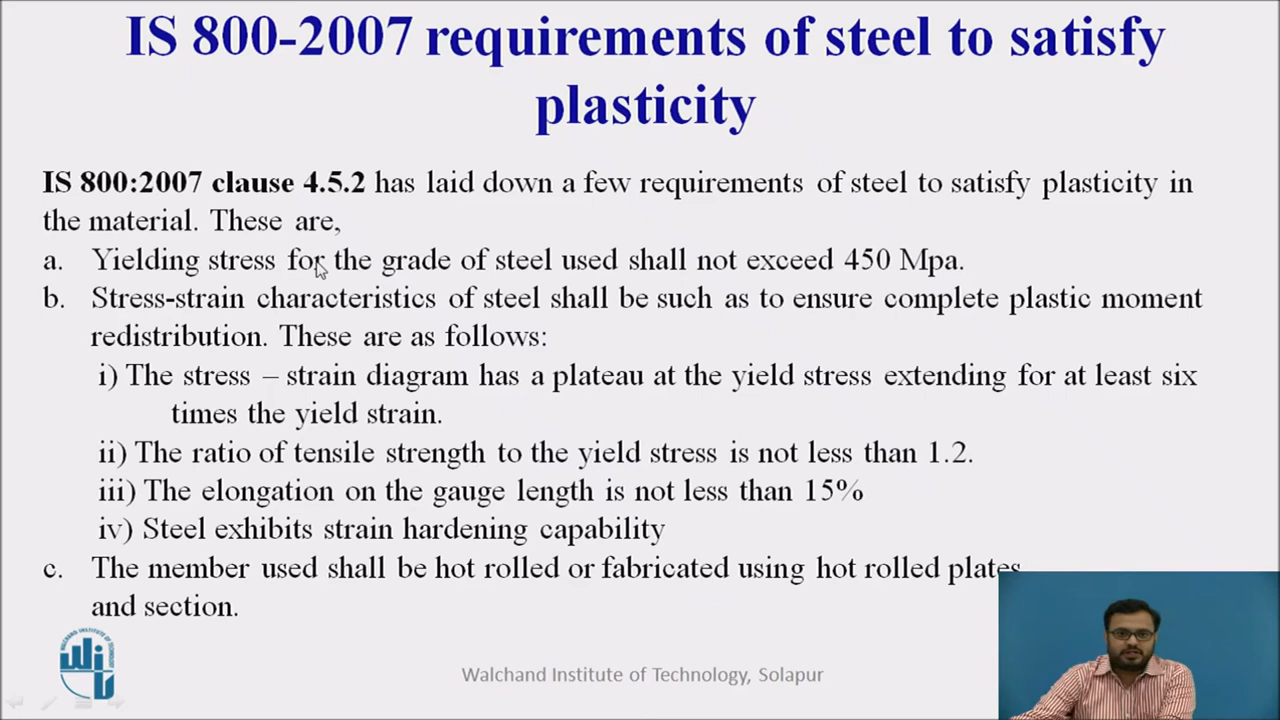 IS 800-2007 requirements of steel to satisfy
plasticity
IS 800:2007 clause 4.5.2 has laid down a few requirements of steel to satisfy plasticity in
the material. These are,
a. Yielding stress for the grade of steel used shall not exceed 450 Mpa.
b. Stress-strain characteristics of steel shall be such as to ensure complete plastic moment
redistribution. These are as follows:
i) The stress – strain diagram has a plateau at the yield stress extending for at least six
times the yield strain.
ii) The ratio of tensile strength to the yield stress is not less than 1.2.
iii) The elongation on the gauge length is not less than 15%
iv) Steel exhibits strain hardening capability
c. The member used shall be hot rolled or fabricated using hot rolled plates
and section.
WALCHAND INSTITUTE OF TECHNOLOGY
Walchand Institute of Technology, Solapur